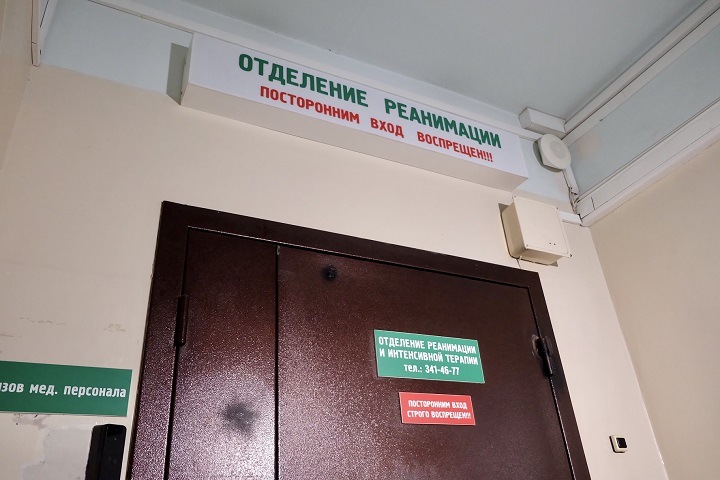 ОТДЕЛЕНИЕ РЕАНИМАЦИИ
ПОСТОРОННИМ ВХОД ВОСПРЕЩЕН!!!
ОТДЕЛЕНИЕ РЕАНИМАЦИИ
И ИНТЕНСИВНОЙ ТЕРАПИИ
тел.: 341-46-77
ПОСТОРОННИМ ВХОД
СТРОГО ВОСПРЕЩЕН!!!
мед. персонала